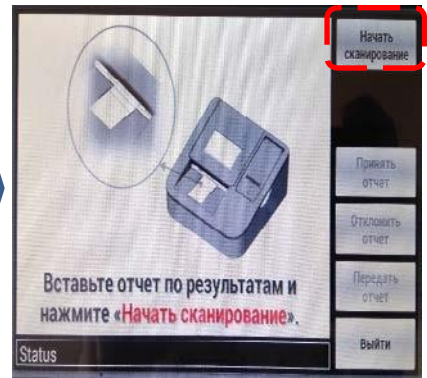 Начать
сканирование
Принять
отчет
Отклонить
отчет
Передать
отчет
Вставьте отчет по результатам и
нажмите «Начать сканирование».
Выйти
Status